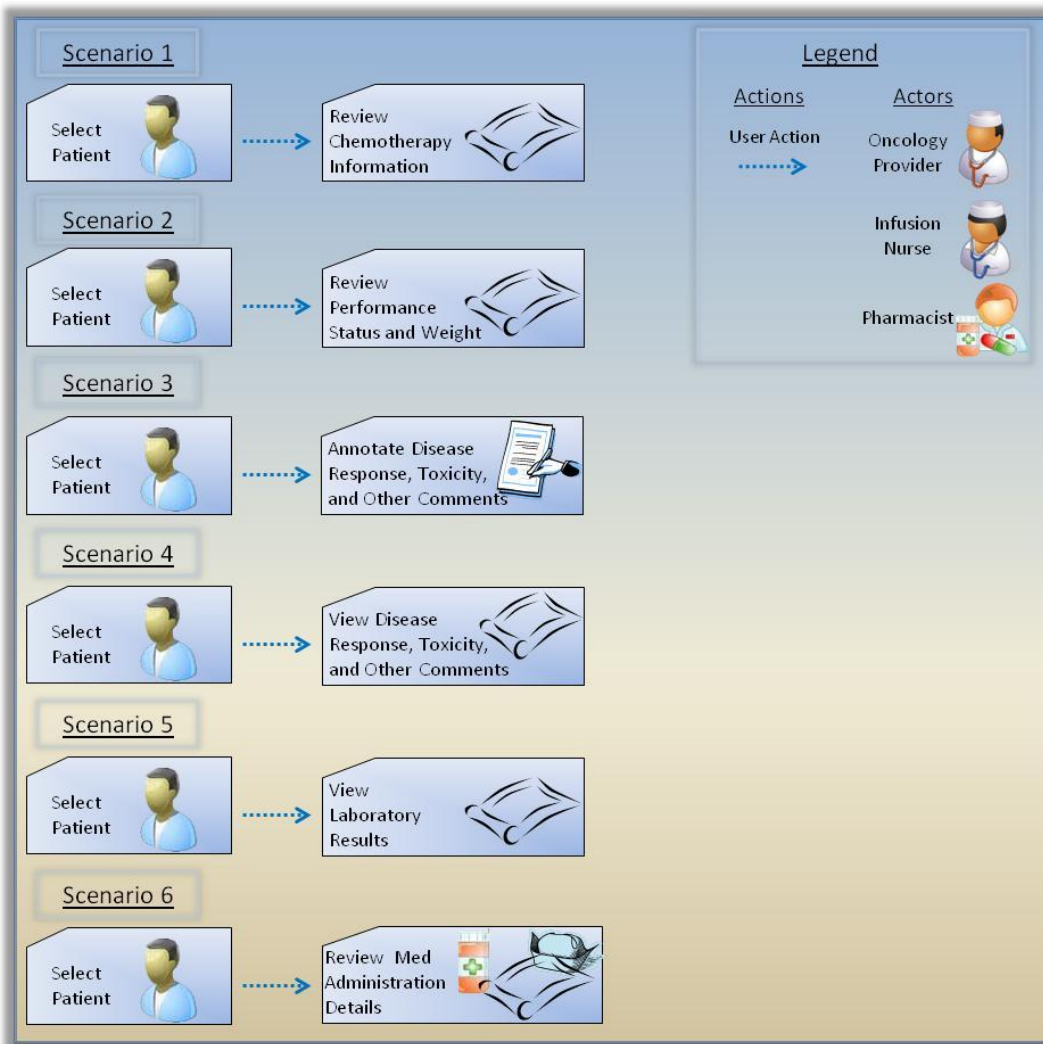 Scenario 1
Select
Patient
Review
Chemotherapy
Information
Scenario 2
Select
Patient
Review
Performance
Status and Weight
Scenario 3
Select
Patient
Annotate Disease
Response, Toxicity,
and Other Comments
Scenario 4
Select
Patient
View Disease
Response, Toxicity,
and Other Comments
Scenario 5
Select
Patient
View
Laboratory
Results
Scenario 6
Select
Patient
Review Med
Administration
Details
Legend
Actions
User Action
Actors
Oncology
Provider
Infusion
Nurse
Pharmacist